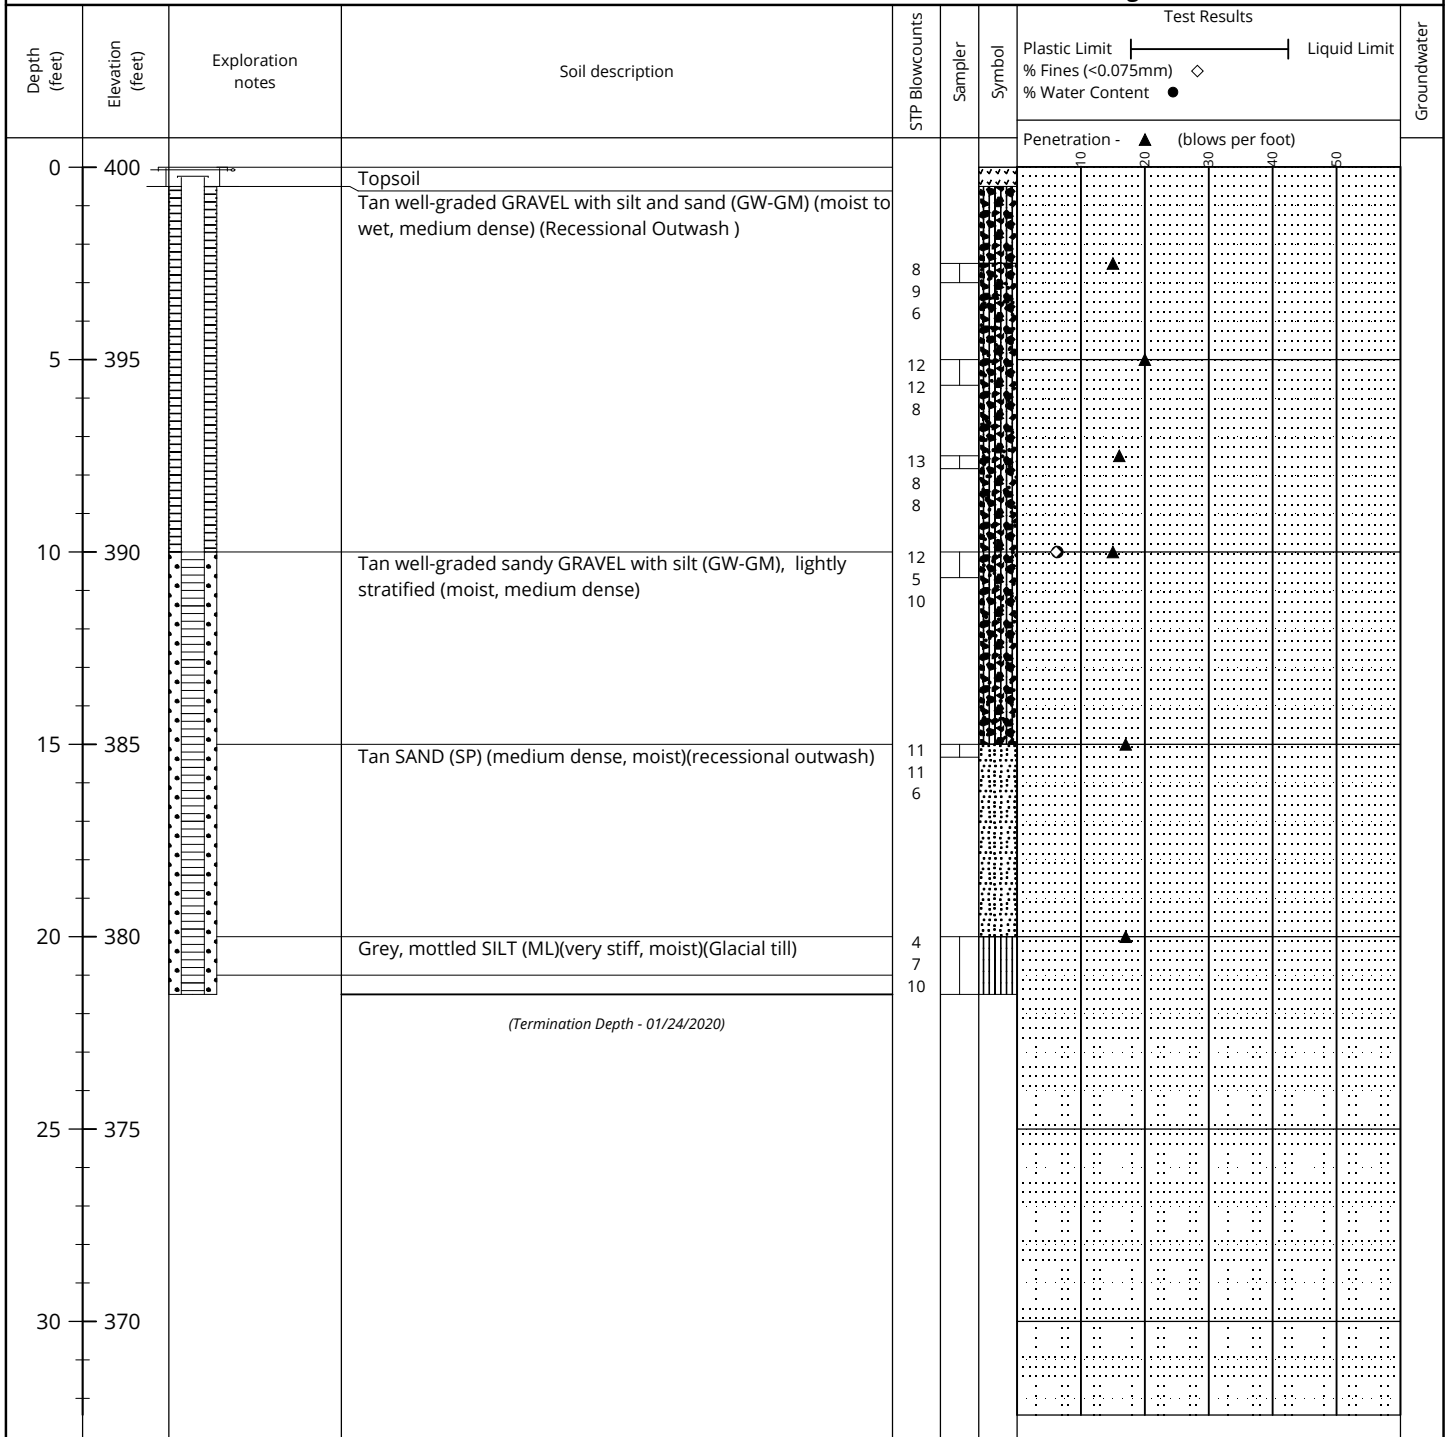 Test Results
Depth
(feet)
Elevation
(feet)
Exploration
notes
Soil description
STP Blowcounts
Sampler
Symbol
Plastic Limit
Liquid Limit
% Fines (<0.075mm)
% Water Content
Groundwater
Penetration -
(blows per foot)
10
20
30
40
50
0
400
Topsoil
Tan well-graded GRAVEL with silt and sand (GW-GM) (moist to
wet, medium dense) (Recessional Outwash )
8
9
6
5
395
12
12
8
13
8
8
10
390
Tan well-graded sandy GRAVEL with silt (GW-GM), lightly
stratified (moist, medium dense)
12
5
10
15
385
Tan SAND (SP) (medium dense, moist)(recessional outwash)
11
11
6
20
380
Grey, mottled SILT (ML)(very stiff, moist)(Glacial till)
4
7
10
(Termination Depth - 01/24/2020)
25
375
30
370